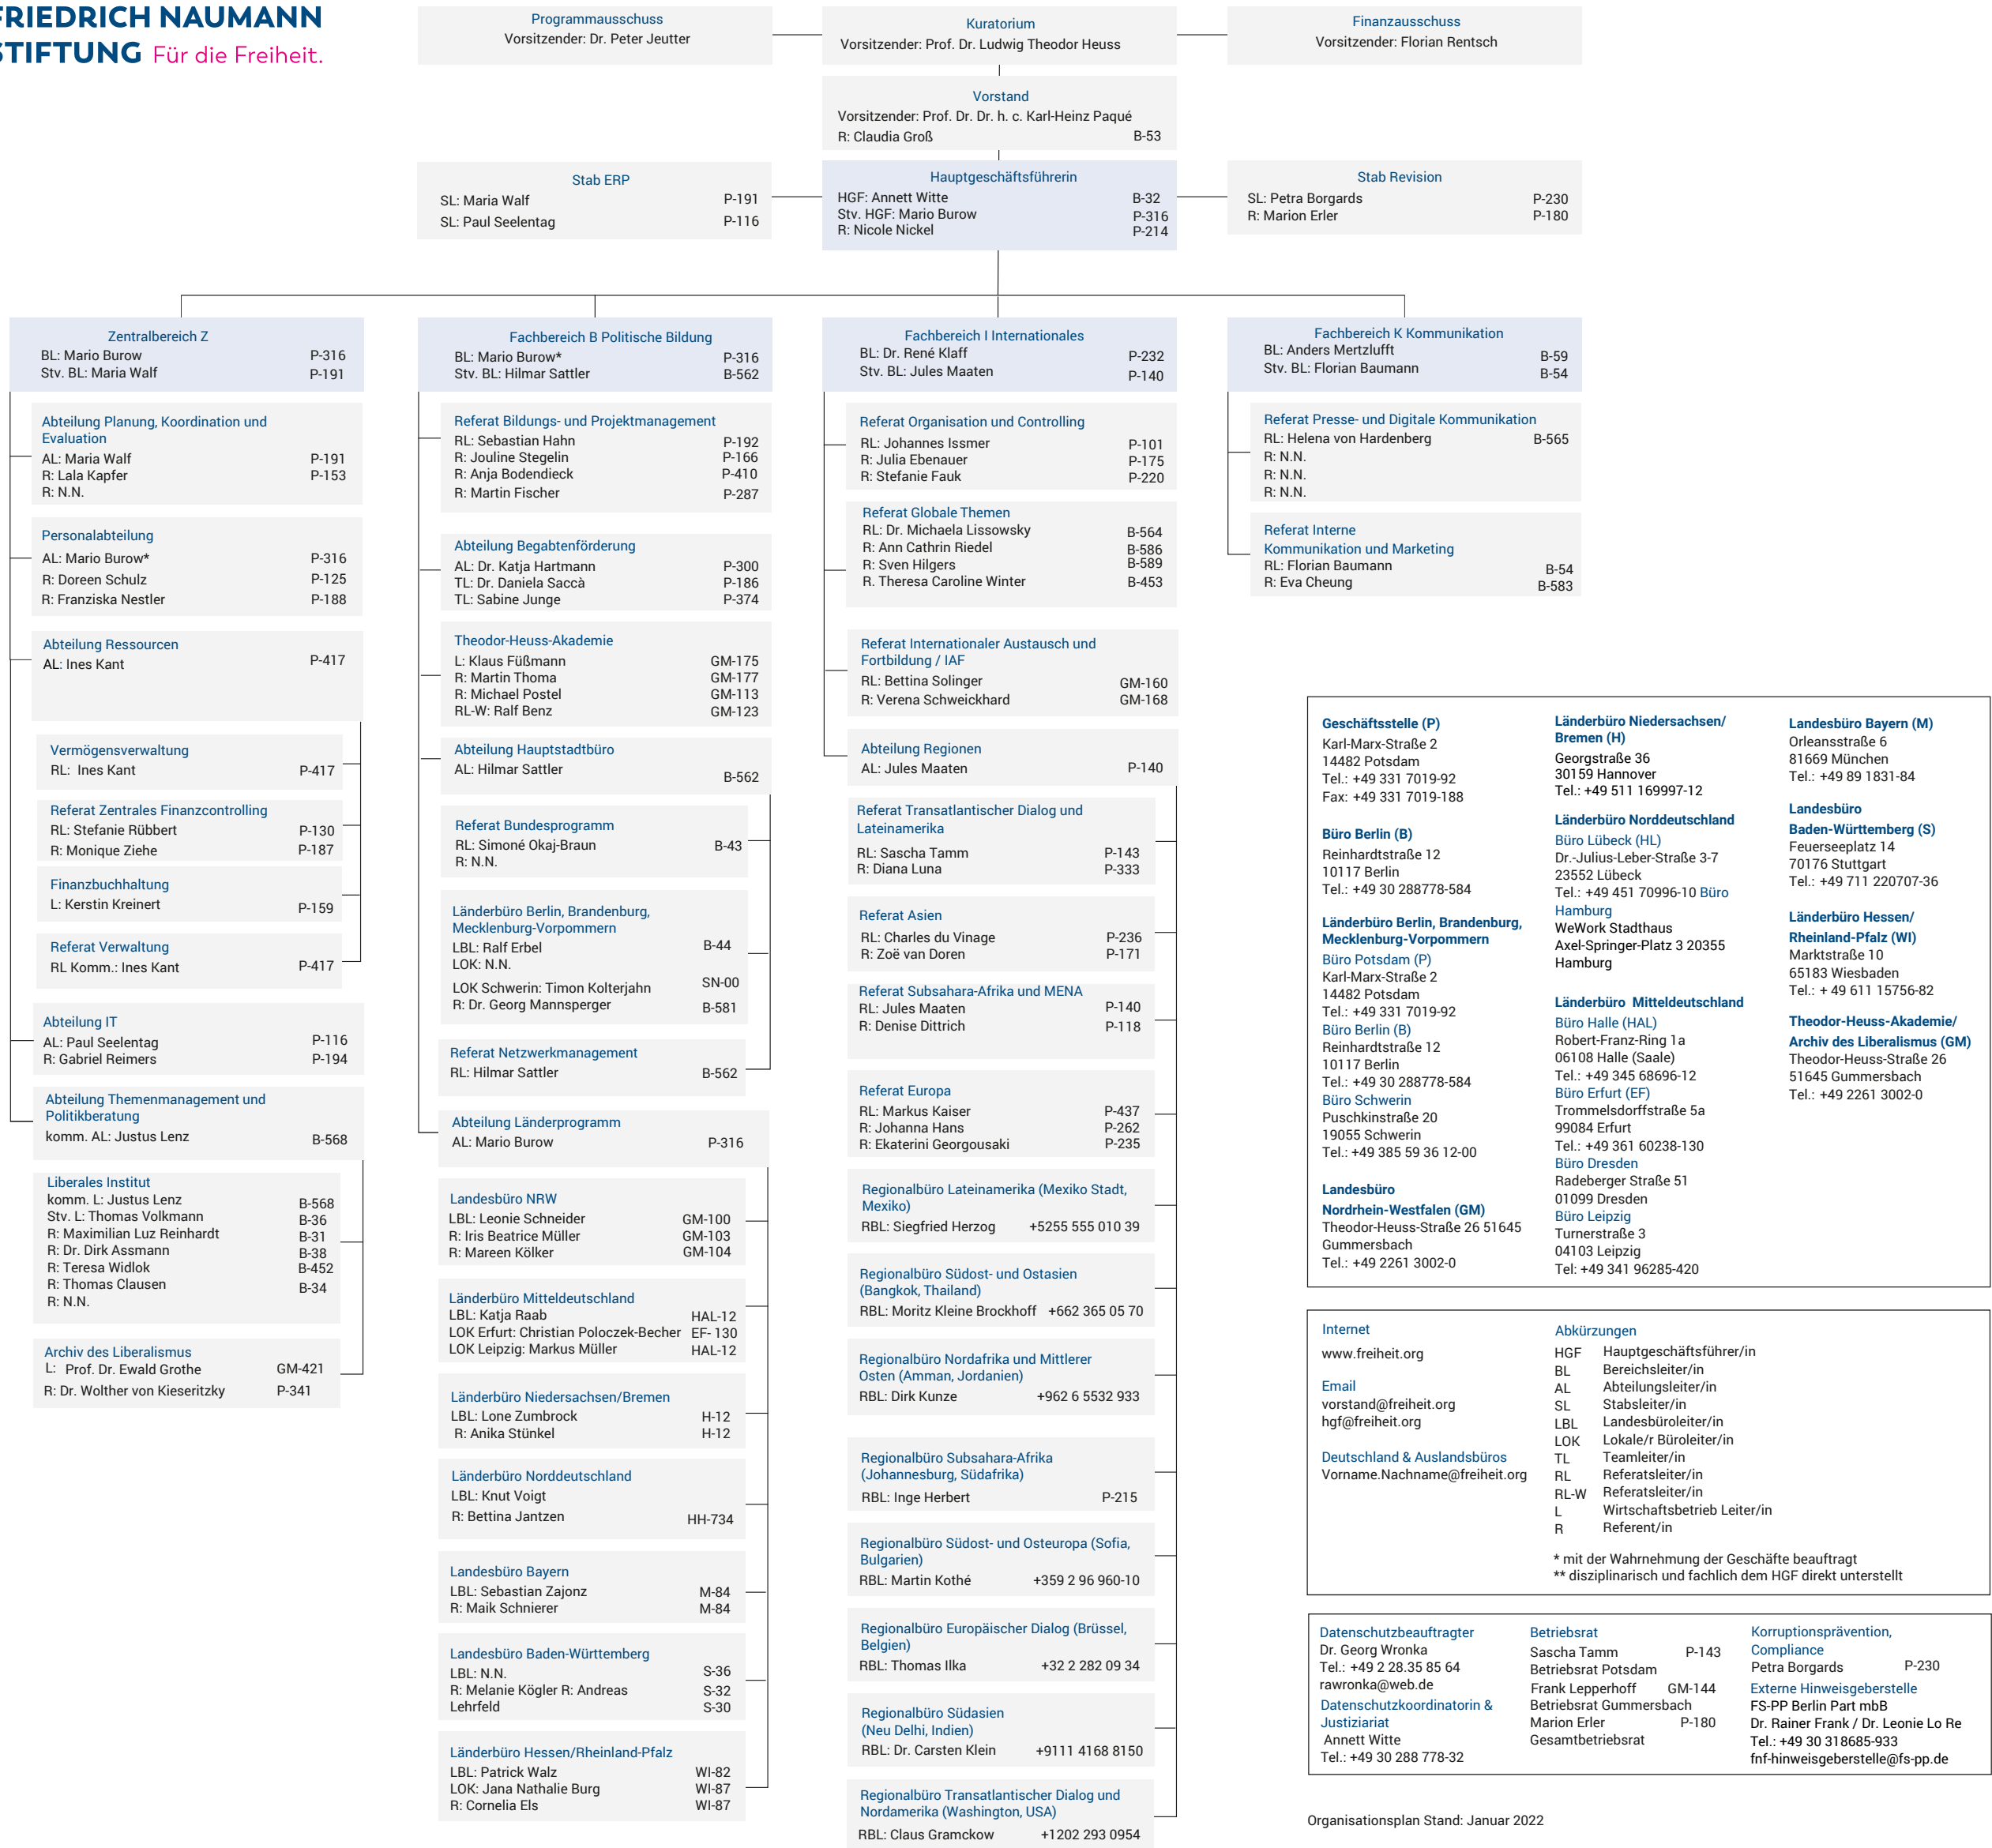 FRIEDRICH NAUMANN
STIFTUNG Für die Freiheit.
Programmausschuss
Vorsitzender: Dr. Peter Jeutter
Kuratorium
Vorsitzender: Prof. Dr. Ludwig Theodor Heuss
Finanzausschuss
Vorsitzender: Florian Rentsch
Vorstand
Vorsitzender: Prof. Dr. Dr. h. c. Karl-Heinz Paqué
R: Claudia Groß B-53
Stab ERP
SL: Maria Walf P-191
SL: Paul Seelentag P-116
Hauptgeschäftsführerin
HGF: Annett Witte B-32
Stv. HGF: Mario Burow P-316
R: Nicole Nickel P-214
Stab Revision
SL: Petra Borgards P-230
R: Marion Erler P-180
Zentralbereich Z
BL: Mario Burow P-316
Stv. BL: Maria Walf P-191
Abteilung Planung, Koordination und
Evaluation
AL: Maria Walf P-191
R: Lala Kapfer P-153
R: N.N.
Personalabteilung
AL: Mario Burow* P-316
R: Doreen Schulz P-125
R: Franziska Nestler P-188
Abteilung Ressourcen
AL: Ines Kant P-417
Vermögensverwaltung
RL: Ines Kant P-417
Referat Zentrales Finanzcontrolling
RL: Stefanie Rübbert P-130
R: Monique Ziehe P-187
Finanzbuchhaltung
L: Kerstin Kreinert P-159
Referat Verwaltung
RL Komm.: Ines Kant P-417
Abteilung IT
AL: Paul Seelentag P-116
R: Gabriel Reimers P-194
Abteilung Themenmanagement und
Politikberatung
komm. AL: Justus Lenz B-568
Liberales Institut
komm. L: Justus Lenz B-568
Stv. L: Thomas Volkmann B-36
R: Maximilian Luz Reinhardt B-31
R: Dr. Dirk Assmann B-38
R: Teresa Widlok B-452
R: Thomas Clausen B-34
R: N.N.
Archiv des Liberalismus
L: Prof. Dr. Ewald Grothe GM-421
R: Dr. Wolther von Kieseritzky P-341
Fachbereich B Politische Bildung
BL: Mario Burow* P-316
Stv. BL: Hilmar Sattler B-562
Referat Bildungs- und Projektmanagement
RL: Sebastian Hahn P-192
R: Jouline Stegelin P-166
R: Anja Bodendieck P-410
R: Martin Fischer P-287
Abteilung Begabtenförderung
AL: Dr. Katja Hartmann P-300
TL: Dr. Daniela Saccà P-186
TL: Sabine Junge P-374
Theodor-Heuss-Akademie
L: Klaus Füßmann GM-175
R: Martin Thoma GM-177
R: Michael Postel GM-113
RL-W: Ralf Benz GM-123
Abteilung Hauptstadtbüro
AL: Hilmar Sattler B-562
Referat Bundesprogramm
RL: Simoné Okaj-Braun B-43
R: N.N.
Länderbüro Berlin, Brandenburg,
Mecklenburg-Vorpommern
LBL: Ralf Erbel B-44
LOK: N.N.
LOK Schwerin: Timon Kolterjahn SN-00
R: Dr. Georg Mannsperger B-581
Referat Netzwerkmanagement
RL: Hilmar Sattler B-562
Abteilung Länderprogramm
AL: Mario Burow P-316
Landesbüro NRW
LBL: Leonie Schneider GM-100
R: Iris Beatrice Müller GM-103
R: Mareen Kölker GM-104
Länderbüro Mitteldeutschland
LBL: Katja Raab HAL-12
LOK Erfurt: Christian Poloczek-Becher EF- 130
LOK Leipzig: Markus Müller HAL-12
Länderbüro Niedersachsen/Bremen
LBL: Lone Zumbrock H-12
R: Anika Stünkel H-12
Länderbüro Norddeutschland
LBL: Knut Voigt
R: Bettina Jantzen HH-734
Landesbüro Bayern
LBL: Sebastian Zajonz M-84
R: Maik Schnierer M-84
Landesbüro Baden-Württemberg
LBL: N.N. S-36
R: Melanie Kögler R: Andreas S-32
Lehrfeld S-30
Länderbüro Hessen/Rheinland-Pfalz
LBL: Patrick Walz WI-82
LOK: Jana Nathalie Burg WI-87
R: Cornelia Els WI-87
Fachbereich I Internationales
BL: Dr. René Klaff P-232
Stv. BL: Jules Maaten P-140
Referat Organisation und Controlling
RL: Johannes Issmer P-101
R: Julia Ebenauer P-175
R: Stefanie Fauk P-220
Referat Globale Themen
RL: Dr. Michaela Lissowsky B-564
R: Ann Cathrin Riedel B-586
R: Sven Hilgers B-589
R. Theresa Caroline Winter B-453
Referat Internationaler Austausch und
Fortbildung / IAF
RL: Bettina Solinger GM-160
R: Verena Schweickhard GM-168
Abteilung Regionen
AL: Jules Maaten P-140
Referat Transatlantischer Dialog und
Lateinamerika
RL: Sascha Tamm P-143
R: Diana Luna P-333
Referat Asien
RL: Charles du Vinage P-236
R: Zoë van Doren P-171
Referat Subsahara-Afrika und MENA
RL: Jules Maaten P-140
R: Denise Dittrich P-118
Referat Europa
RL: Markus Kaiser P-437
R: Johanna Hans P-262
R: Ekaterini Georgousaki P-235
Regionalbüro Lateinamerika (Mexiko Stadt,
Mexiko)
RBL: Siegfried Herzog +5255 555 010 39
Regionalbüro Südost- und Ostasien
(Bangkok, Thailand)
RBL: Moritz Kleine Brockhoff +662 365 05 70
Regionalbüro Nordafrika und Mittlerer
Osten (Amman, Jordanien)
RBL: Dirk Kunze +962 6 5532 933
Regionalbüro Subsahara-Afrika
(Johannesburg, Südafrika)
RBL: Inge Herbert P-215
Regionalbüro Südost- und Osteuropa (Sofia,
Bulgarien)
RBL: Martin Kothé +359 2 96 960-10
Regionalbüro Europäischer Dialog (Brüssel,
Belgien)
RBL: Thomas Ilka +32 2 282 09 34
Regionalbüro Südasien
(Neu Delhi, Indien)
RBL: Dr. Carsten Klein +9111 4168 8150
Regionalbüro Transatlantischer Dialog und
Nordamerika (Washington, USA)
RBL: Claus Gramckow +1202 293 0954
Fachbereich K Kommunikation
BL: Anders Mertzlufft B-59
Stv. BL: Florian Baumann B-54
Referat Presse- und Digitale Kommunikation
RL: Helena von Hardenberg B-565
R: N.N.
R: N.N.
R: N.N.
Referat Interne
Kommunikation und Marketing
RL: Florian Baumann B-54
R: Eva Cheung B-583
Geschäftsstelle (P)
Karl-Marx-Straße 2
14482 Potsdam
Tel.: +49 331 7019-92
Fax: +49 331 7019-188
Büro Berlin (B)
Reinhardtstraße 12
10117 Berlin
Tel.: +49 30 288778-584
Länderbüro Berlin, Brandenburg,
Mecklenburg-Vorpommern
Büro Potsdam (P)
Karl-Marx-Straße 2
14482 Potsdam
Tel.: +49 331 7019-92
Büro Berlin (B)
Reinhardtstraße 12
10117 Berlin
Tel.: +49 30 288778-584
Büro Schwerin
Puschkinstraße 20
19055 Schwerin
Tel.: +49 385 59 36 12-00
Landesbüro
Nordrhein-Westfalen (GM)
Theodor-Heuss-Straße 26 51645
Gummersbach
Tel.: +49 2261 3002-0
Länderbüro Niedersachsen/
Bremen (H)
Georgstraße 36
30159 Hannover
Tel.: +49 511 169997-12
Länderbüro Norddeutschland
Büro Lübeck (HL)
Dr.-Julius-Leber-Straße 3-7
23552 Lübeck
Tel.: +49 451 70996-10 Büro
Hamburg
WeWork Stadthaus
Axel-Springer-Platz 3 20355
Hamburg
Länderbüro Mitteldeutschland
Büro Halle (HAL)
Robert-Franz-Ring 1a
06108 Halle (Saale)
Tel.: +49 345 68696-12
Büro Erfurt (EF)
Trommelsdorffstraße 5a
99084 Erfurt
Tel.: +49 361 60238-130
Büro Dresden
Radeberger Straße 51
01099 Dresden
Büro Leipzig
Turnerstraße 3
04103 Leipzig
Tel: +49 341 96285-420
Landesbüro Bayern (M)
Orleansstraße 6
81669 München
Tel.: +49 89 1831-84
Landesbüro
Baden-Württemberg (S)
Feuerseeplatz 14
70176 Stuttgart
Tel.: +49 711 220707-36
Länderbüro Hessen/
Rheinland-Pfalz (WI)
Marktstraße 10
65183 Wiesbaden
Tel.: + 49 611 15756-82
Theodor-Heuss-Akademie/
Archiv des Liberalismus (GM)
Theodor-Heuss-Straße 26
51645 Gummersbach
Tel.: +49 2261 3002-0
Internet
www.freiheit.org
Email
vorstand@freiheit.org
hgf@freiheit.org
Deutschland & Auslandsbüros
Vorname.Nachname@freiheit.org
Abkürzungen
HGF Hauptgeschäftsführer/in
BL Bereichsleiter/in
AL Abteilungsleiter/in
SL Stabsleiter/in
LBL Landesbüroleiter/in
LOK Lokale/r Büroleiter/in
TL Teamleiter/in
RL Referatsleiter/in
RL-W Referatsleiter/in
L Wirtschaftsbetrieb Leiter/in
R Referent/in
* mit der Wahrnehmung der Geschäfte beauftragt
** disziplinarisch und fachlich dem HGF direkt unterstellt
Datenschutzbeauftragter
Dr. Georg Wronka
Tel.: +49 2 28.35 85 64
rawronka@web.de
Datenschutzkoordinatorin &
Justiziariat
Annett Witte
Tel.: +49 30 288 778-32
Betriebsrat
Sascha Tamm P-143
Betriebsrat Potsdam
Frank Lepperhoff GM-144
Betriebsrat Gummersbach
Marion Erler P-180
Gesamtbetriebsrat
Korruptionsprävention,
Compliance
Petra Borgards P-230
Externe Hinweisgeberstelle
FS-PP Berlin Part mbB
Dr. Rainer Frank / Dr. Leonie Lo Re
Tel.: +49 30 318685-933
fnf-hinweisgeberstelle@fs-pp.de
Organisationsplan Stand: Januar 2022